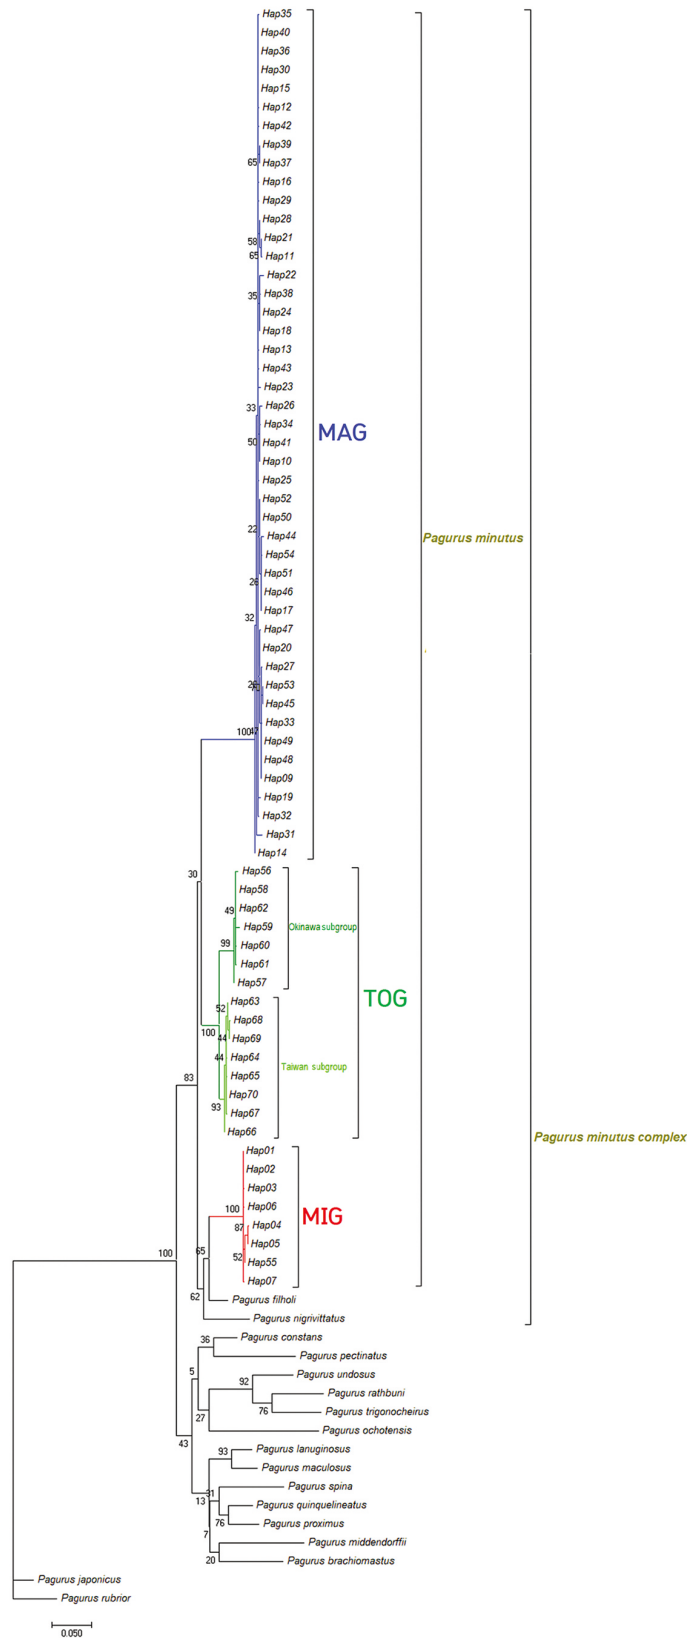 Hap35
Hap40
Hap36
Hap30
Hap15
Hap12
Hap42
Hap39
65 Hap37
Hap16
Hap29
Hap28
58 Hap21
65 Hap11
Hap22
35 Hap38
Hap24
Hap18
Hap13
Hap43
Hap23
33 Hap26
Hap34
MAG
50 Hap41
Hap10
Hap25
Hap52
Hap50
22
Hap44
Pagurus minutus
Hap54
Hap51
26 Hap46
Hap17
32
Hap47
Hap20
Hap27
Hap53
Hap45
Hap33
100 47
Hap49
Hap48
Hap09
Hap19
Hap32
Hap31
Hap14
30 Hap56
Hap58
49 Hap62
Hap59 Okinawa subgroup
99 Hap60
Hap61
Hap57
TOG
52 Hap63
Hap68
100 44 Hap69
44 Hap64
Taiwan subgroup
83 Hap65
Hap70
93 Hap67
Hap66
Pagurus minutus complex
Hap01
Hap02
Hap03
100 Hap06
MIG
87 Hap04
Hap05
100 65 52 Hap55
Hap07
62 Pagurus filholi
Pagurus nigrivittatus
36 Pagurus constans
Pagurus pectinatus
5 Pagurus undosus
92
Pagurus rathbuni
76 Pagurus trigonocheirus
27
Pagurus ochotensis
43
93 Pagurus lanuginosus
Pagurus maculosus
Pagurus spina
31
13 Pagurus quinquelineatus
76 Pagurus proximus
7
Pagurus middendorffii
20 Pagurus brachiomastus
Pagurus japonicus
Pagurus rubrior
0.050